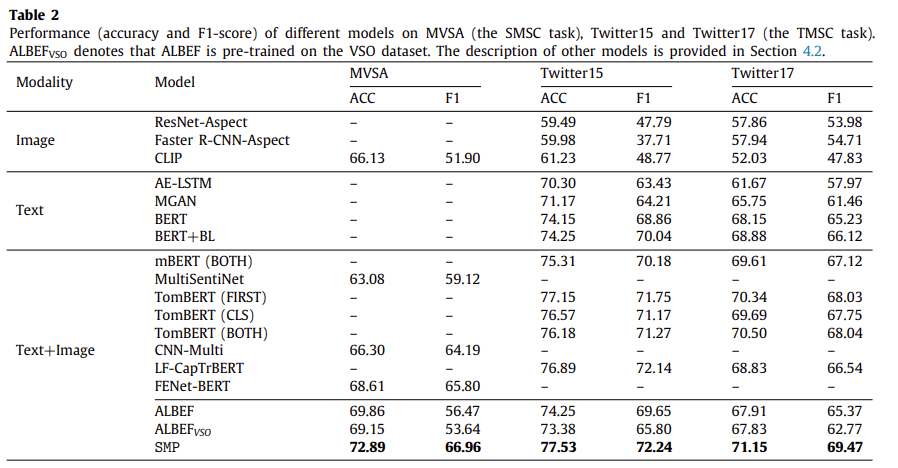 Table 2
Performance (accuracy and F1-score) of different models on MVSA (the SMSC task), Twitter15 and Twitter17 (the TMSC task).
ALBEFVSO denotes that ALBEF is pre-trained on the VSO dataset. The description of other models is provided in Section 4.2.
Modality Model MVSA Twitter15 Twitter17
ACC F1 ACC F1 ACC F1
Image
ResNet-Aspect – – 59.49 47.79 57.86 53.98
Faster R-CNN-Aspect – – 59.98 37.71 57.94 54.71
CLIP 66.13 51.90 61.23 48.77 52.03 47.83
Text
AE-LSTM – – 70.30 63.43 61.67 57.97
MGAN – – 71.17 64.21 65.75 61.46
BERT – – 74.15 68.86 68.15 65.23
BERT+BL – – 74.25 70.04 68.88 66.12
Text+Image
mBERT (BOTH) – – 75.31 70.18 69.61 67.12
MultiSentiNet 63.08 59.12 – – – –
TomBERT (FIRST) – – 77.15 71.75 70.34 68.03
TomBERT (CLS) – – 76.57 71.17 69.69 67.75
TomBERT (BOTH) – – 76.18 71.27 70.50 68.04
CNN-Multi 66.30 64.19 – – – –
LF-CapTrBERT – – 76.89 72.14 68.83 66.54
FENet-BERT 68.61 65.80 – – – –
ALBEF 69.86 56.47 74.25 69.65 67.91 65.37
ALBEFVSO 69.15 53.64 73.38 65.80 67.83 62.77
SMP 72.89 66.96 77.53 72.24 71.15 69.47